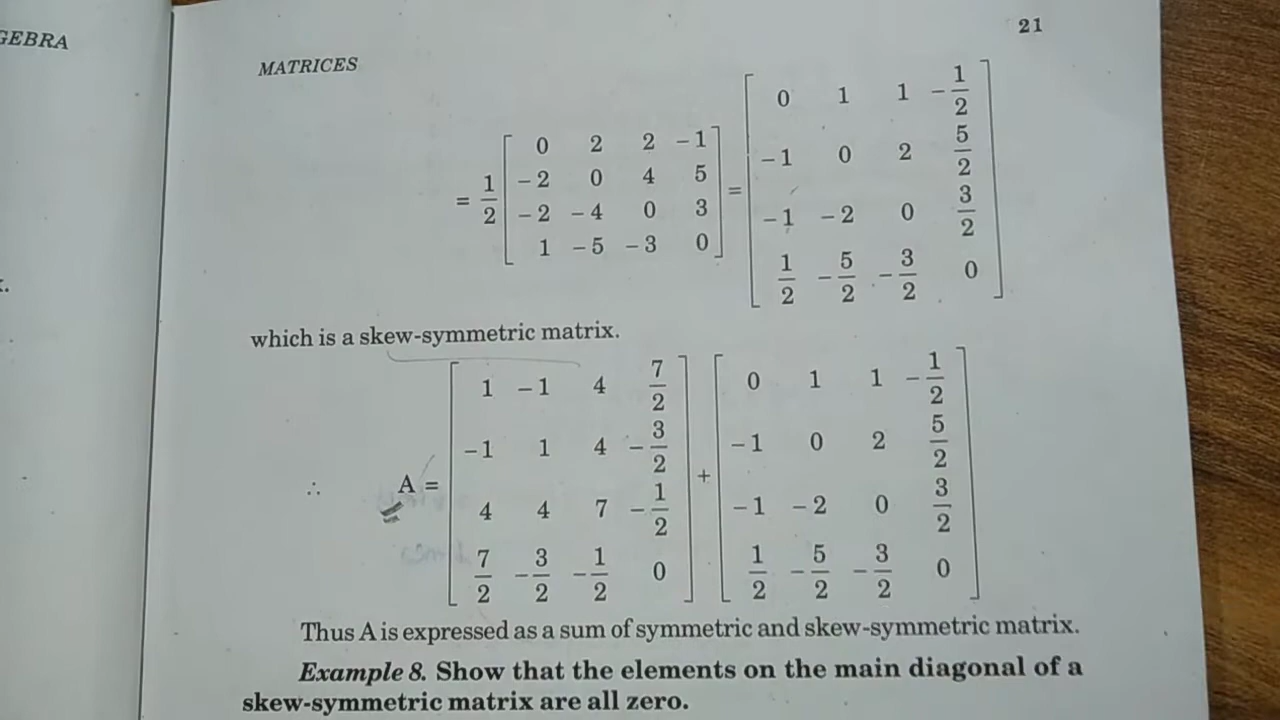 GEBRA
21
MATRICES
= 1/2 [ 0 2 2 – 1 ; – 2 0 4 5 ; – 2 – 4 0 3 ; 1 – 5 – 3 0 ] = [ 0 1 1 – 1/2 ; – 1 0 2 5/2 ; – 1 – 2 0 3/2 ; 1/2 – 5/2 – 3/2 0 ]
which is a skew-symmetric matrix.
∴ A = [ 1 – 1 4 7/2 ; – 1 1 4 – 3/2 ; 4 4 7 – 1/2 ; 7/2 – 3/2 – 1/2 0 ] + [ 0 1 1 – 1/2 ; – 1 0 2 5/2 ; – 1 – 2 0 3/2 ; 1/2 – 5/2 – 3/2 0 ]
Thus A is expressed as a sum of symmetric and skew-symmetric matrix.
Example 8. Show that the elements on the main diagonal of a
skew-symmetric matrix are all zero.